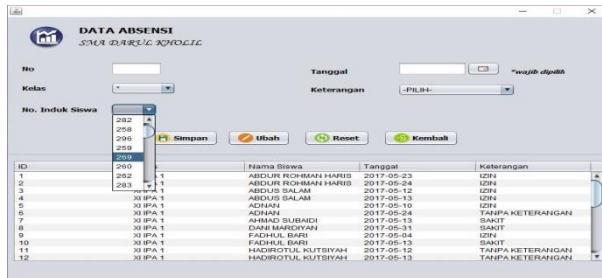 DATA ABSENSI
SMA DARUL KHOLIL
No
Tanggal
*wajib dipilih
Kelas
*
Keterangan
-PILIH-
No. Induk Siswa
282
258
296
259
269
260
262
283
Simpan
Ubah
Reset
Kembali
ID Nama Siswa Tanggal Keterangan
1 XI IPA 1 ABDUR ROHMAN HARIS 2017-05-23 IZIN
2 XI IPA 1 ABDUR ROHMAN HARIS 2017-05-24 IZIN
3 XI IPA 1 ABDUS SALAM 2017-05-12 IZIN
4 XI IPA 1 ABDUS SALAM 2017-05-13 IZIN
5 XI IPA 1 ADNAN 2017-05-10 IZIN
6 XI IPA 1 ADNAN 2017-05-24 TANPA KETERANGAN
7 XI IPA 1 AHMAD SUBAIDI 2017-05-13 SAKIT
8 XI IPA 1 DANI MARDIYAN 2017-05-31 SAKIT
9 XI IPA 1 FADHUL BARI 2017-05-04 IZIN
10 XI IPA 1 FADHUL BARI 2017-05-13 SAKIT
11 XI IPA 1 HADIROTUL KUTSIYAH 2017-05-12 TANPA KETERANGAN
12 XI IPA 1 HADIROTUL KUTSIYAH 2017-05-13 TANPA KETERANGAN